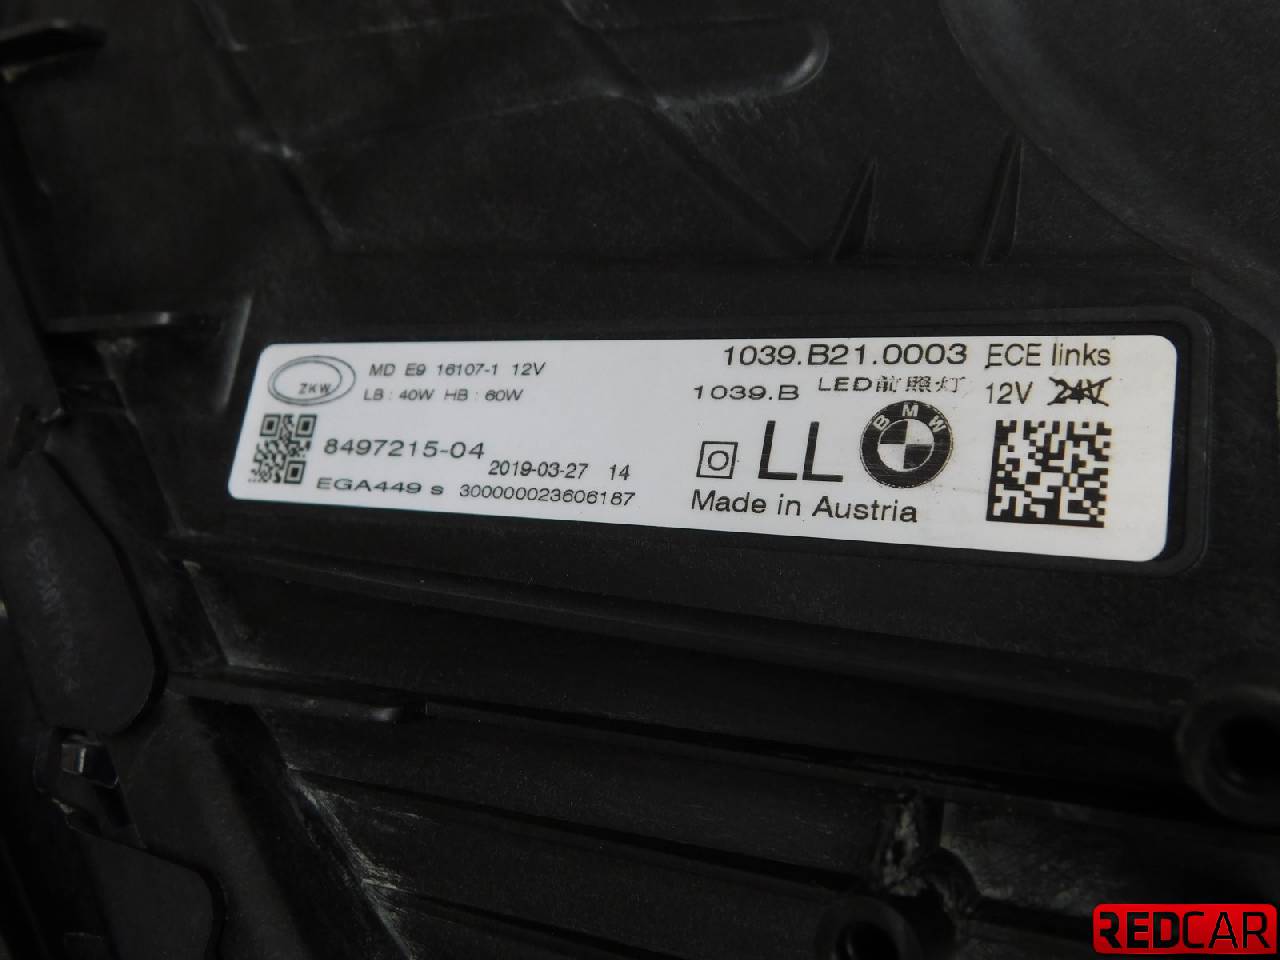 1039.B21.0003 ECE links
MD E9 16107-1 12V
ZKW
LB : 40W HB : 60W
1039.B LED前照灯 12V 24V
8497215-04
2019-03-27 14
LL
BMW
EGA449 s 300000023606187
Made in Austria
REDCAR